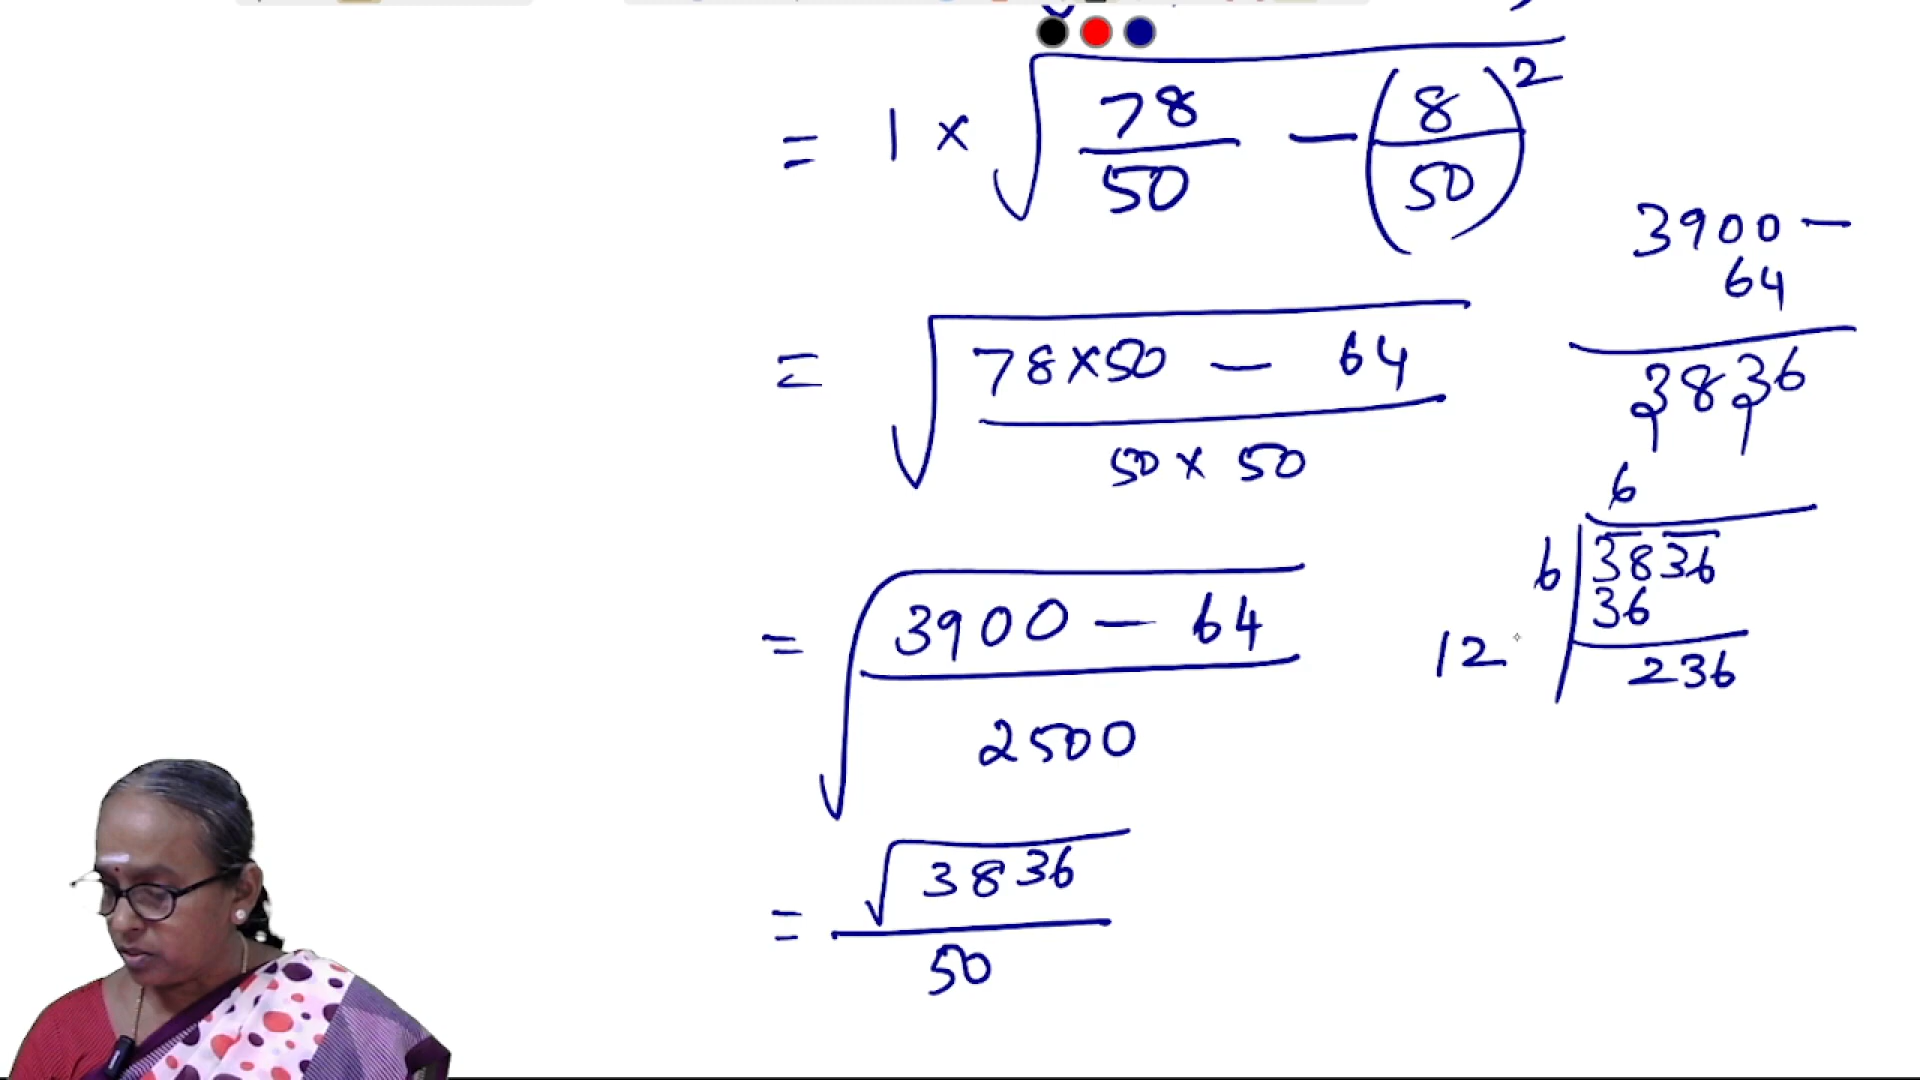 = 1 × √(78/50 − (8/50)²)
= √((78×50 − 64)/(50 × 50))
= √((3900 − 64)/2500)
= √3836/50
3900 −
64
3836
6
6 | 3836
36
12 | 236